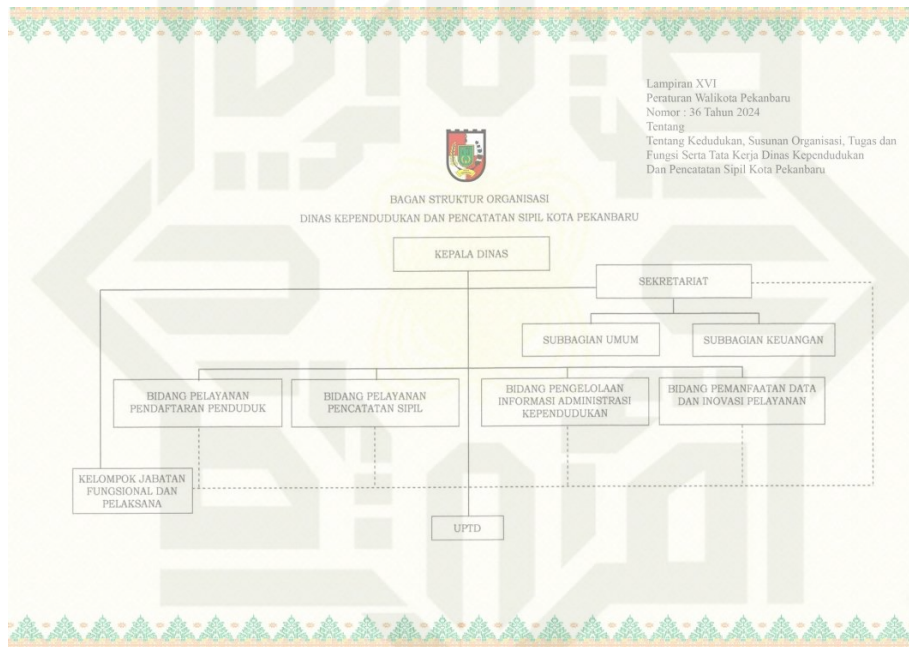 Lampiran XVI
Peraturan Walikota Pekanbaru
Nomor : 36 Tahun 2024
Tentang
Tentang Kedudukan, Susunan Organisasi, Tugas dan
Fungsi Serta Tata Kerja Dinas Kependudukan
Dan Pencatatan Sipil Kota Pekanbaru
BAGAN STRUKTUR ORGANISASI
DINAS KEPENDUDUKAN DAN PENCATATAN SIPIL KOTA PEKANBARU
KEPALA DINAS
SEKRETARIAT
SUBBAGIAN UMUM
SUBBAGIAN KEUANGAN
BIDANG PELAYANAN
PENDAFTARAN PENDUDUK
BIDANG PELAYANAN
PENCATATAN SIPIL
BIDANG PENGELOLAAN
INFORMASI ADMINISTRASI
KEPENDUDUKAN
BIDANG PEMANFAATAN DATA
DAN INOVASI PELAYANAN
KELOMPOK JABATAN
FUNGSIONAL DAN
PELAKSANA
UPTD